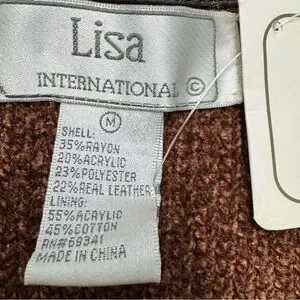 Lisa
INTERNATIONAL ©
M
SHELL:
35%RAYON
20%ACRYLIC
23%POLYESTER
22%REAL LEATHER
LINING:
55%ACRYLIC
45%COTTON
RN#69341
MADE IN CHINA